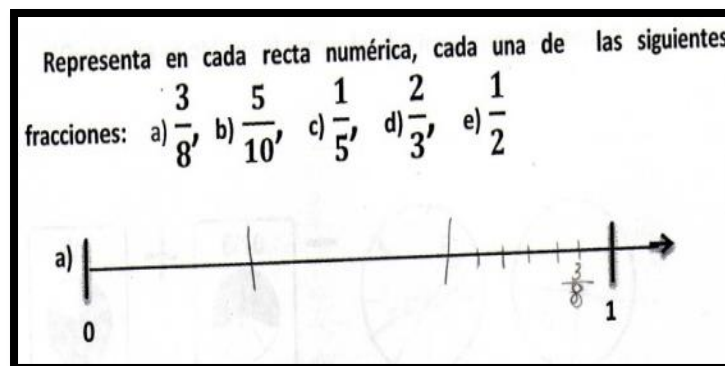 Representa en cada recta numérica, cada una de las siguientes
fracciones: a) 3/8, b) 5/10, c) 1/5, d) 2/3, e) 1/2
a)
3/8
0 1